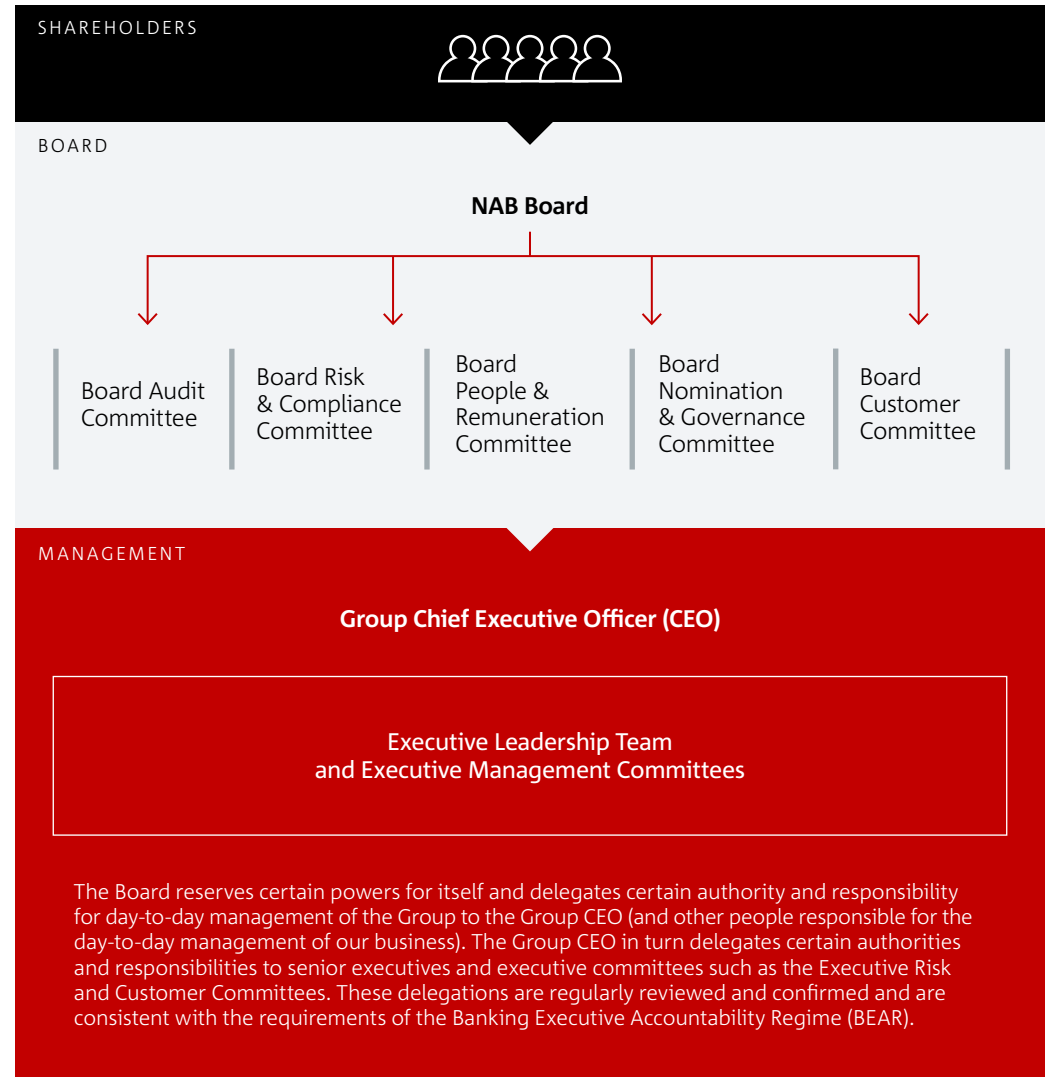 SHAREHOLDERS
BOARD
NAB Board
Board Audit
Committee
Board Risk
& Compliance
Committee
Board
People &
Remuneration
Committee
Board
Nomination
& Governance
Committee
Board
Customer
Committee
MANAGEMENT
Group Chief Executive Officer (CEO)
Executive Leadership Team
and Executive Management Committees
The Board reserves certain powers for itself and delegates certain authority and responsibility
for day-to-day management of the Group to the Group CEO (and other people responsible for the
day-to-day management of our business). The Group CEO in turn delegates certain authorities
and responsibilities to senior executives and executive committees such as the Executive Risk
and Customer Committees. These delegations are regularly reviewed and confirmed and are
consistent with the requirements of the Banking Executive Accountability Regime (BEAR).